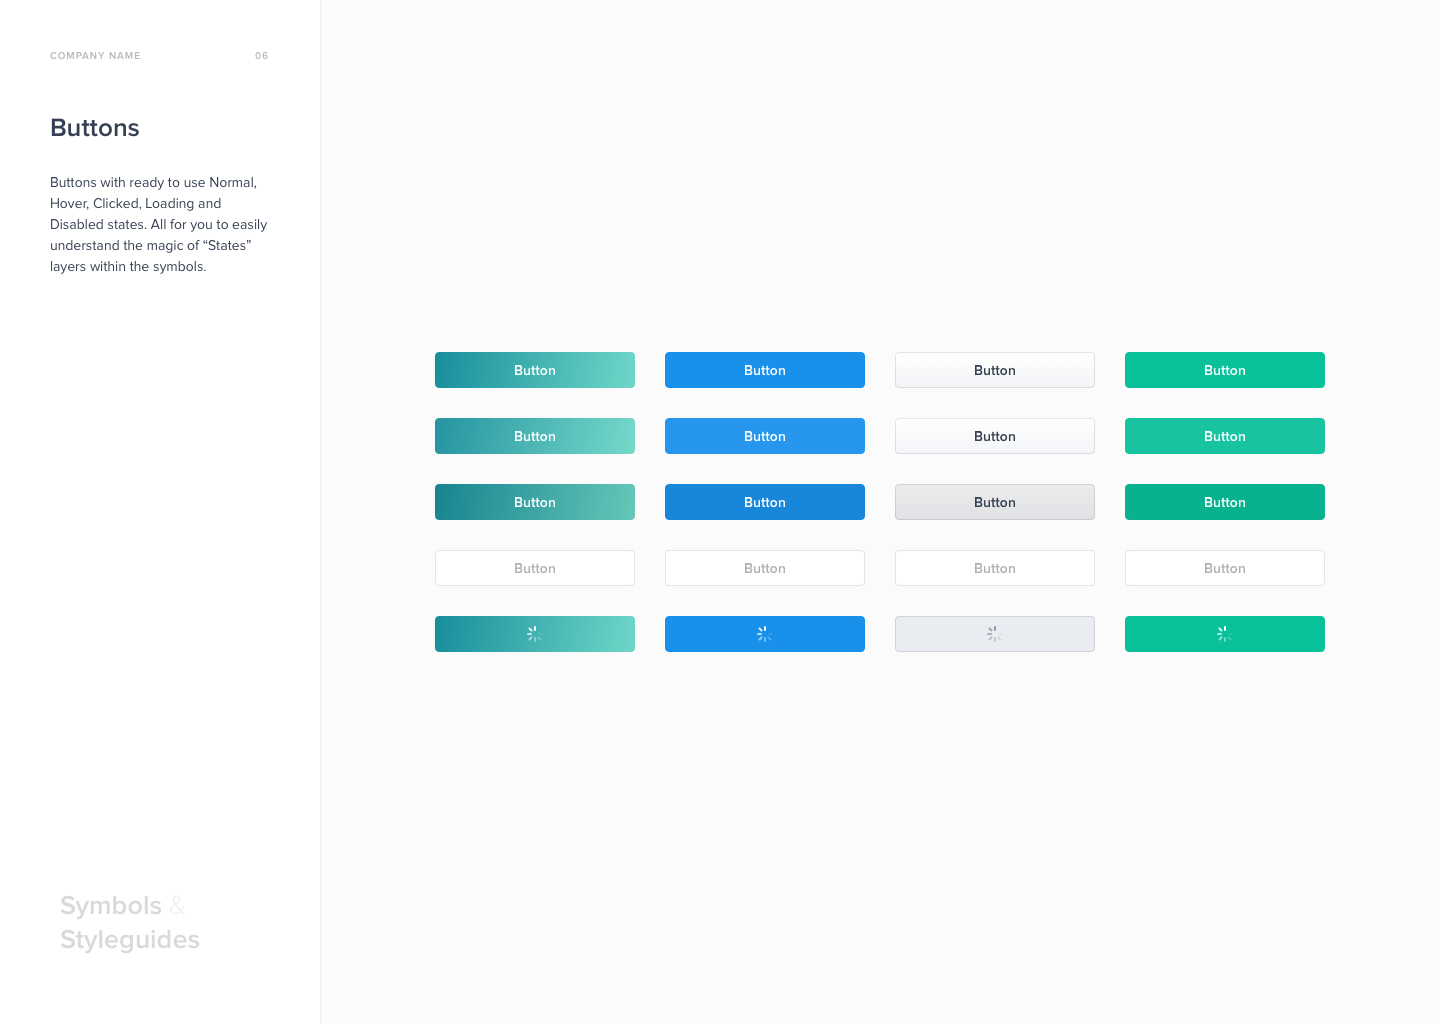 COMPANY NAME 06
Buttons
Buttons with ready to use Normal,
Hover, Clicked, Loading and
Disabled states. All for you to easily
understand the magic of “States”
layers within the symbols.
Button Button Button Button
Button Button Button Button
Button Button Button Button
Button Button Button Button
Symbols &
Styleguides